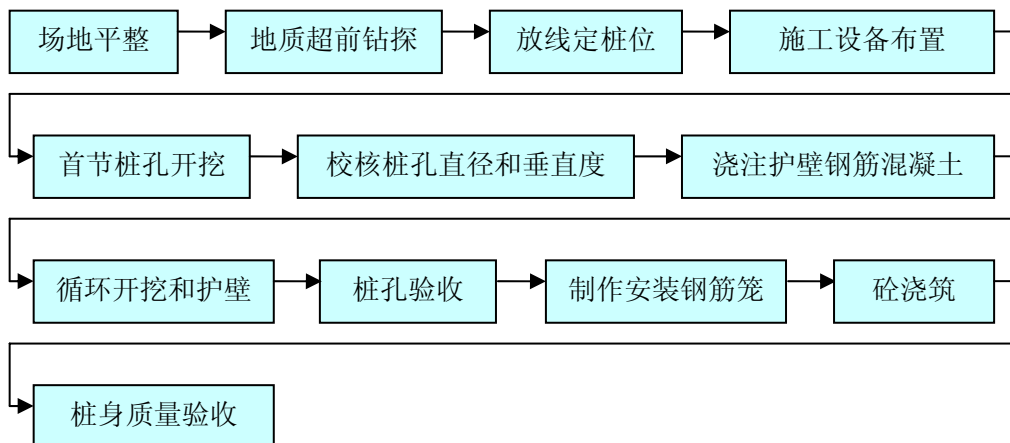 场地平整
地质超前钻探
放线定桩位
施工设备布置
首节桩孔开挖
校核桩孔直径和垂直度
浇注护壁钢筋混凝土
循环开挖和护壁
桩孔验收
制作安装钢筋笼
砼浇筑
桩身质量验收